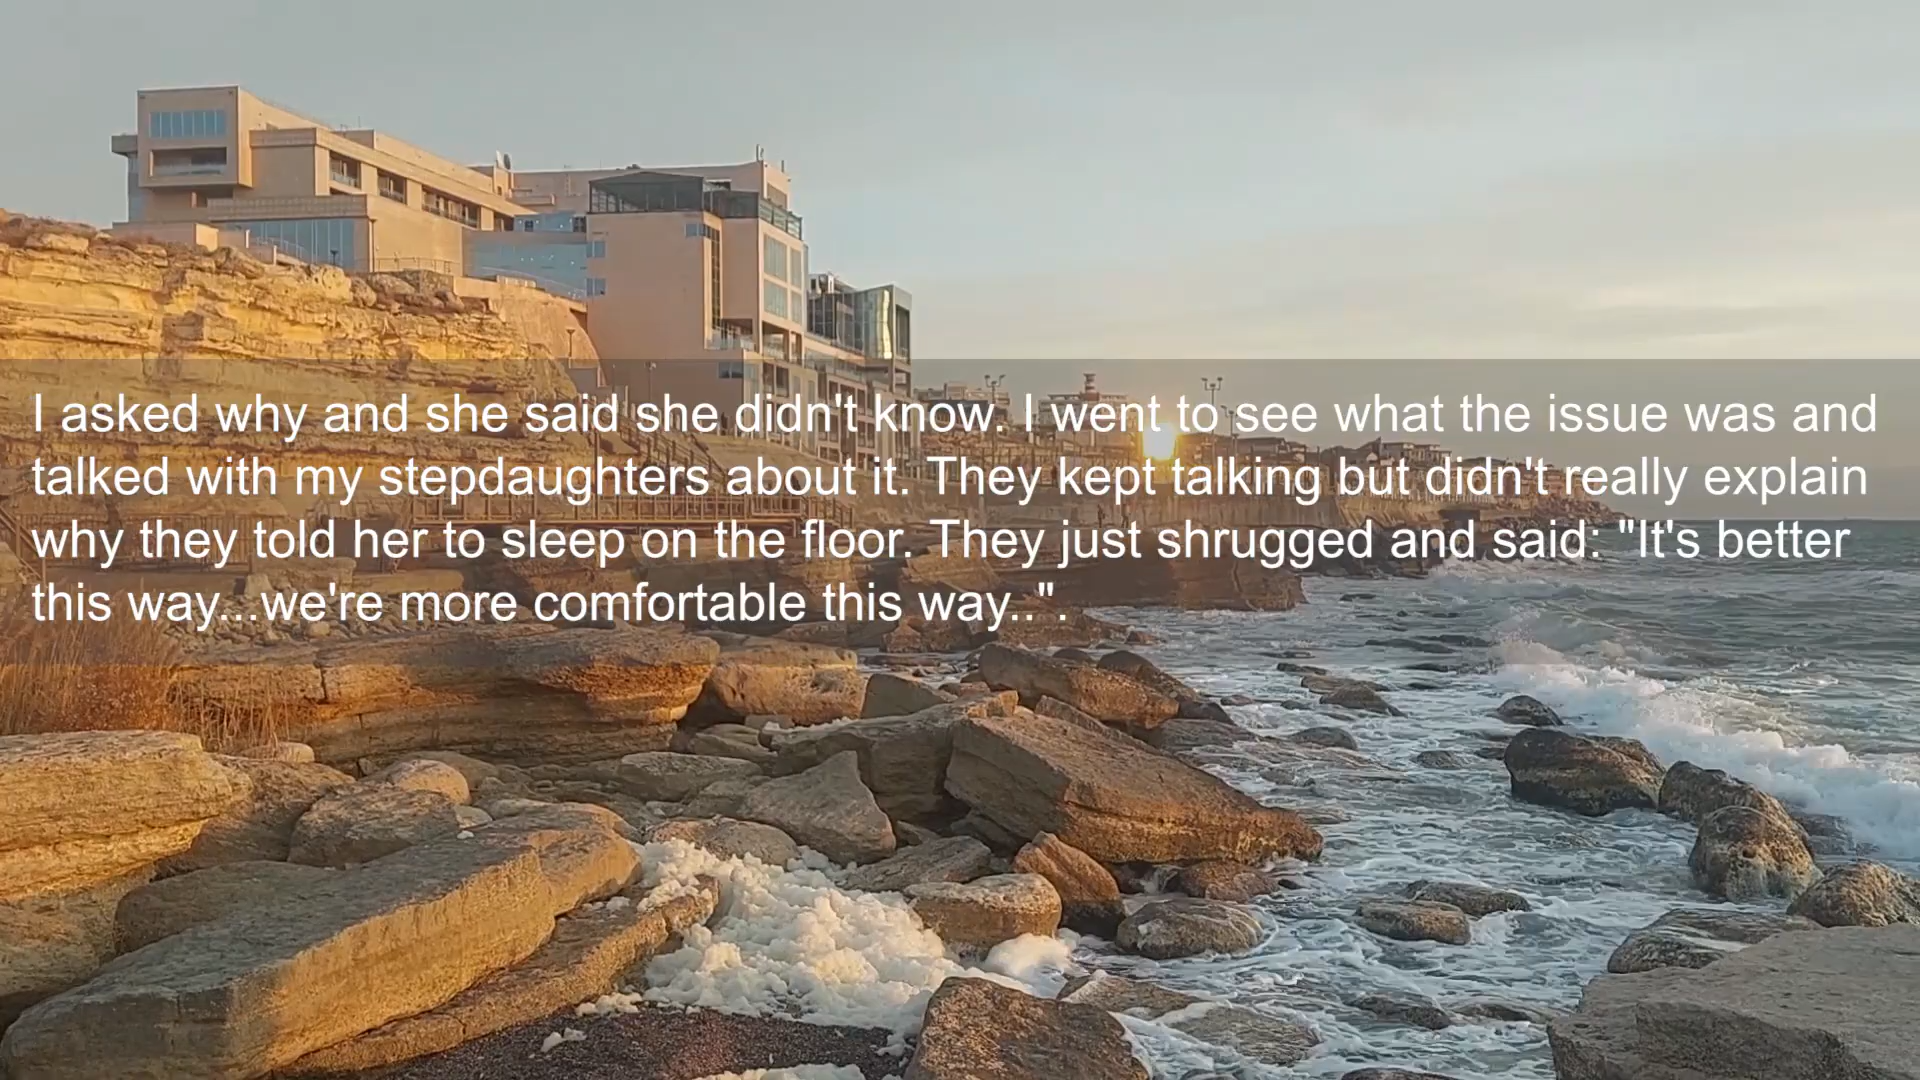 I asked why and she said she didn't know. I went to see what the issue was and
talked with my stepdaughters about it. They kept talking but didn't really explain
why they told her to sleep on the floor. They just shrugged and said: "It's better
this way...we're more comfortable this way..".